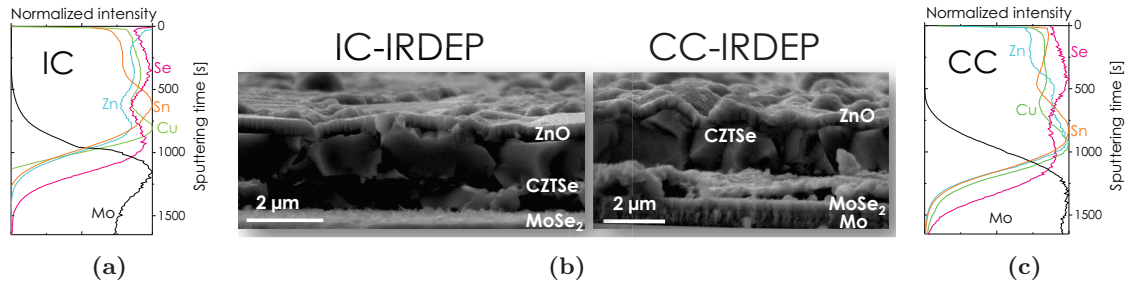 Normalized intensity
0
500
1000
1500
Sputtering time [s]
IC
Se
Zn
Sn
Cu
Mo
(a)
IC-IRDEP
ZnO
CZTSe
2 µm
MoSe2
CC-IRDEP
ZnO
CZTSe
2 µm
MoSe2
Mo
(b)
Normalized intensity
0
500
1000
1500
Sputtering time [s]
CC
Zn
Se
Cu
Sn
Mo
(c)